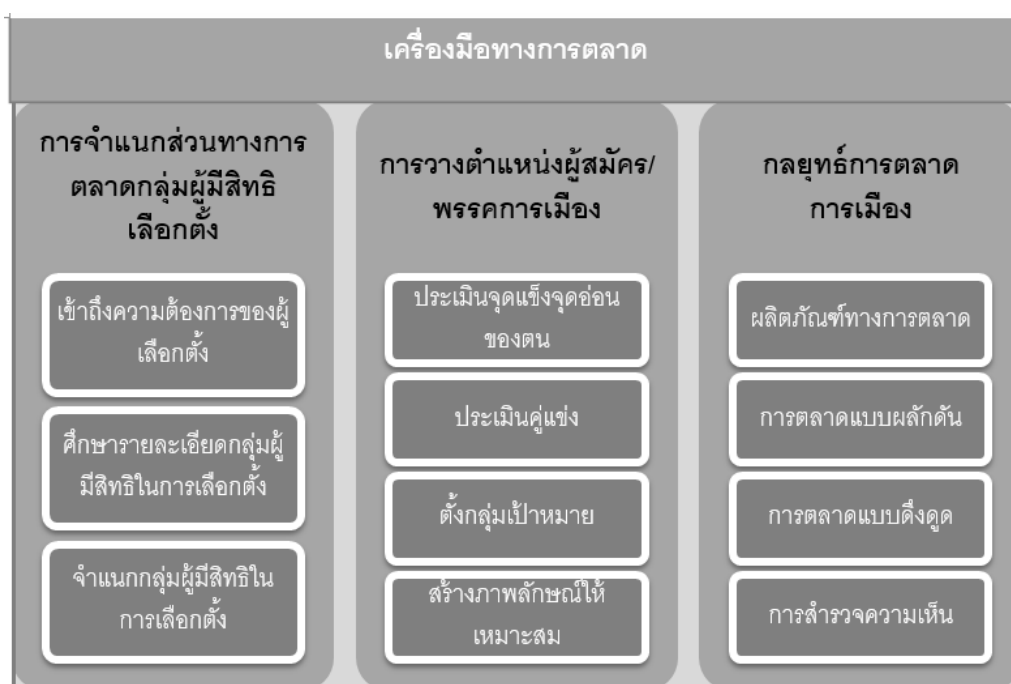 เครื่องมือทางการตลาด
การจำแนกส่วนทางการ
ตลาดกลุ่มผู้มีสิทธิ
เลือกตั้ง
เข้าถึงความต้องการของผู้
เลือกตั้ง
ศึกษารายละเอียดกลุ่มผู้
มีสิทธิในการเลือกตั้ง
จำแนกกลุ่มผู้มีสิทธิใน
การเลือกตั้ง
การวางตำแหน่งผู้สมัคร/
พรรคการเมือง
ประเมินจุดแข็งจุดอ่อน
ของตน
ประเมินคู่แข่ง
ตั้งกลุ่มเป้าหมาย
สร้างภาพลักษณ์ให้
เหมาะสม
กลยุทธ์การตลาด
การเมือง
ผลิตภัณฑ์ทางการตลาด
การตลาดแบบผลักดัน
การตลาดแบบดึงดูด
การสำรวจความเห็น